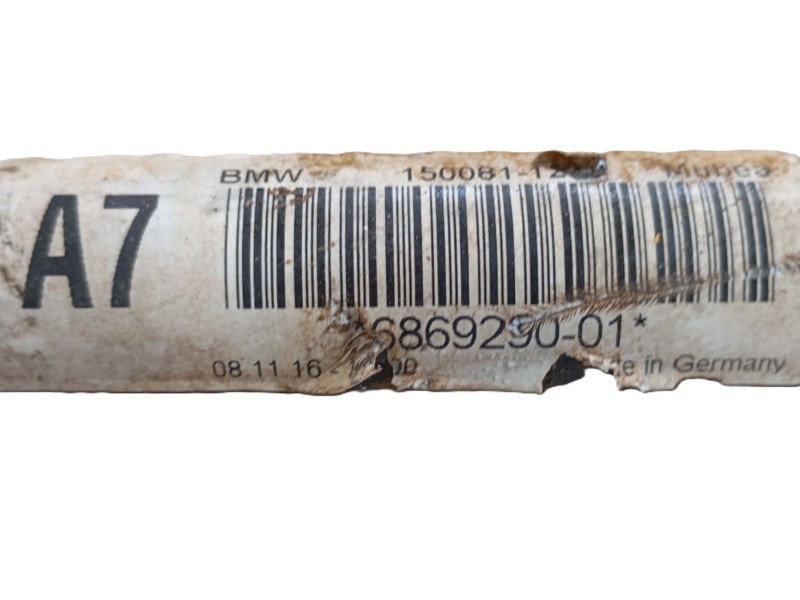 A7
BMW 150081-12
*6869290-01*
08.11.16 - in Germany